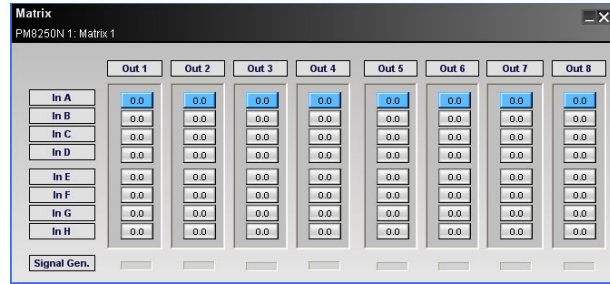 Matrix
PM8250N 1: Matrix 1
Out 1 Out 2 Out 3 Out 4 Out 5 Out 6 Out 7 Out 8
In A 0.0 0.0 0.0 0.0 0.0 0.0 0.0 0.0
In B 0.0 0.0 0.0 0.0 0.0 0.0 0.0 0.0
In C 0.0 0.0 0.0 0.0 0.0 0.0 0.0 0.0
In D 0.0 0.0 0.0 0.0 0.0 0.0 0.0 0.0
In E 0.0 0.0 0.0 0.0 0.0 0.0 0.0 0.0
In F 0.0 0.0 0.0 0.0 0.0 0.0 0.0 0.0
In G 0.0 0.0 0.0 0.0 0.0 0.0 0.0 0.0
In H 0.0 0.0 0.0 0.0 0.0 0.0 0.0 0.0
Signal Gen.